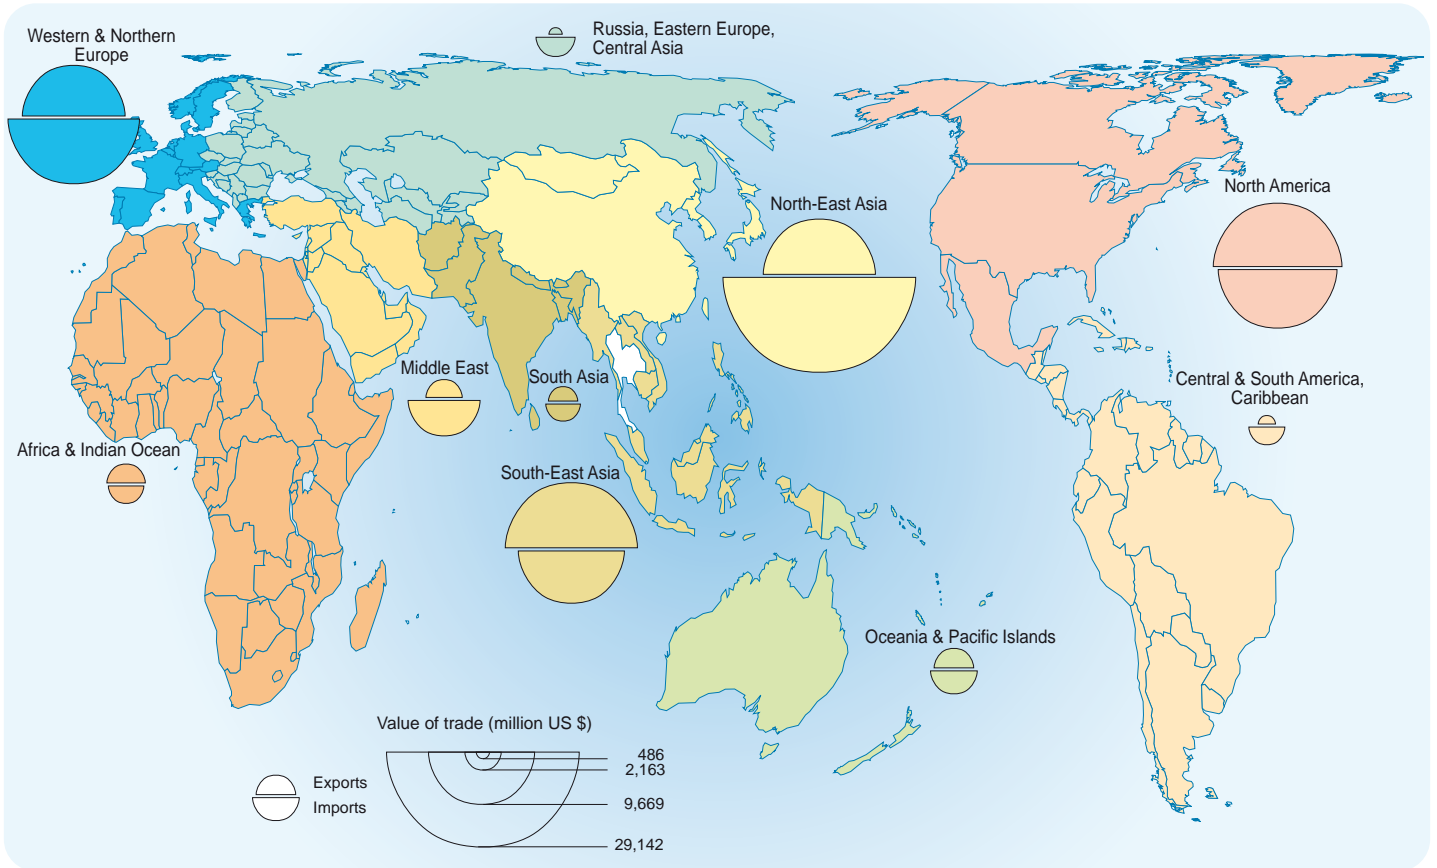 Western & Northern
Europe
Russia, Eastern Europe,
Central Asia
North America
North-East Asia
Middle East
South Asia
Central & South America,
Caribbean
Africa & Indian Ocean
South-East Asia
Oceania & Pacific Islands
Value of trade (million US $)
486
2,163
9,669
29,142
Exports
Imports